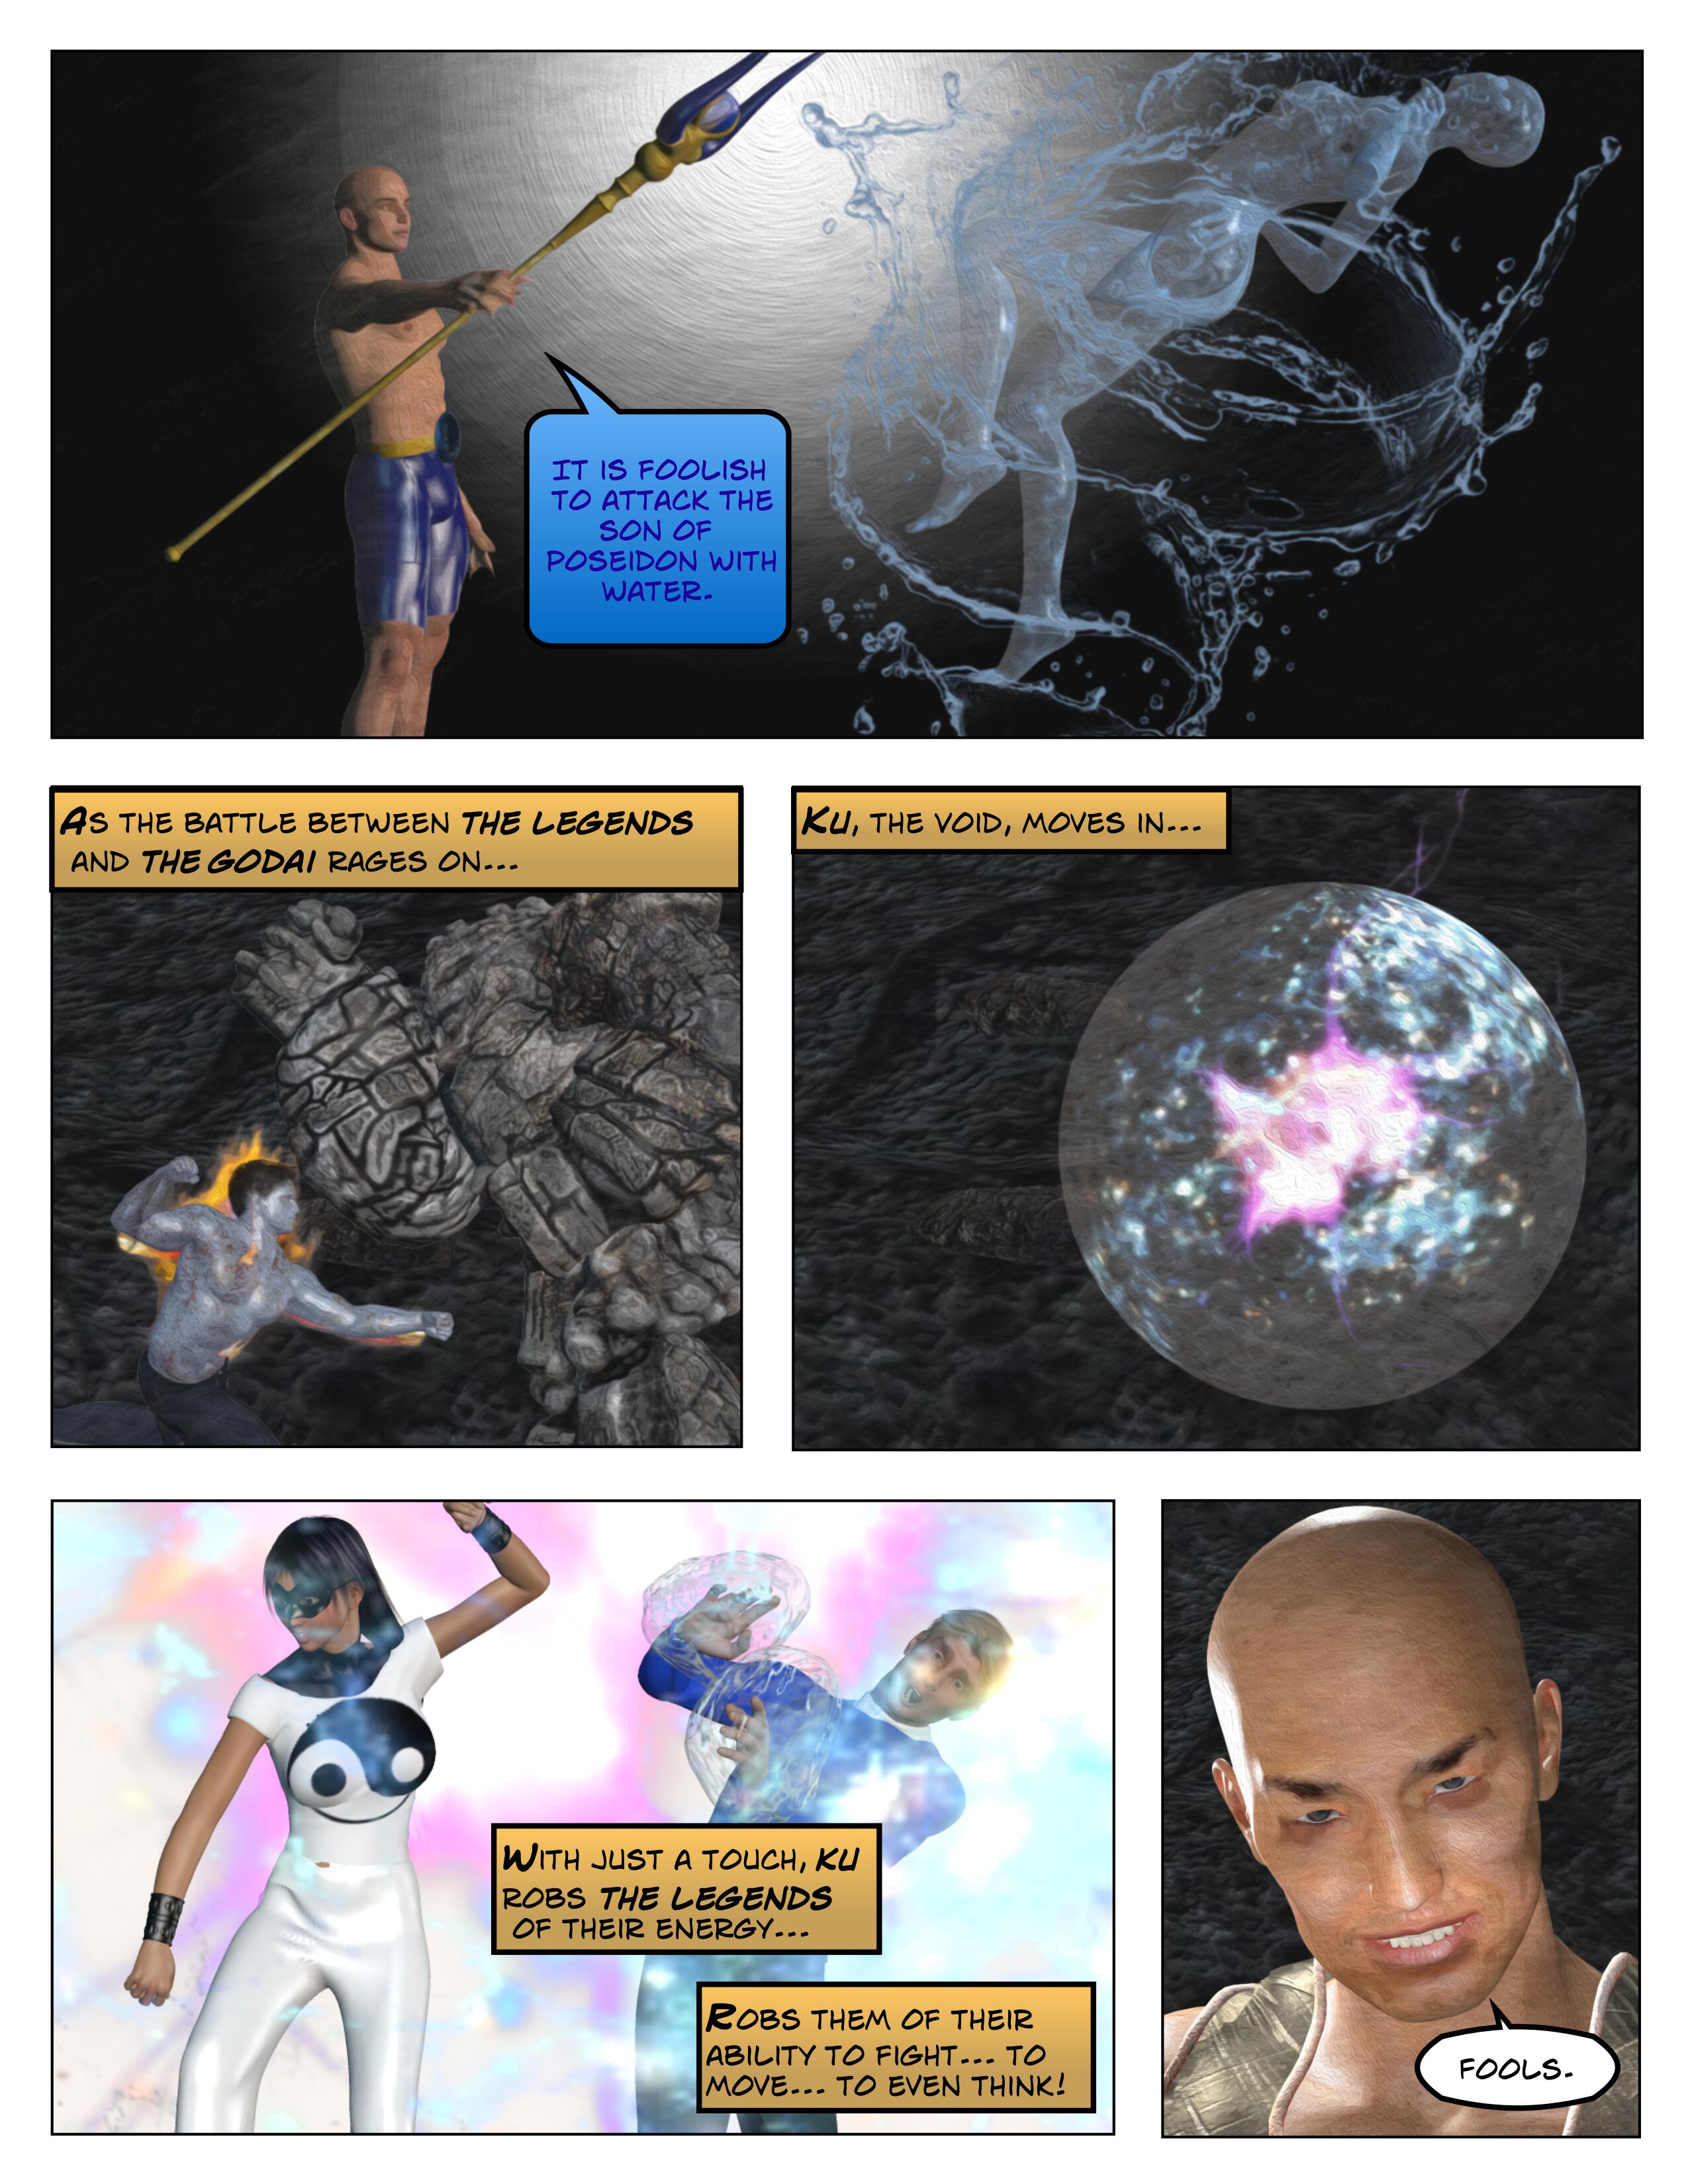 IT IS FOOLISH
TO ATTACK THE
SON OF
POSEIDON WITH
WATER.
AS THE BATTLE BETWEEN THE LEGENDS
AND THE GODAI RAGES ON...
KU, THE VOID, MOVES IN...
WITH JUST A TOUCH, KU
ROBS THE LEGENDS
OF THEIR ENERGY...
ROBS THEM OF THEIR
ABILITY TO FIGHT... TO
MOVE... TO EVEN THINK!
FOOLS.